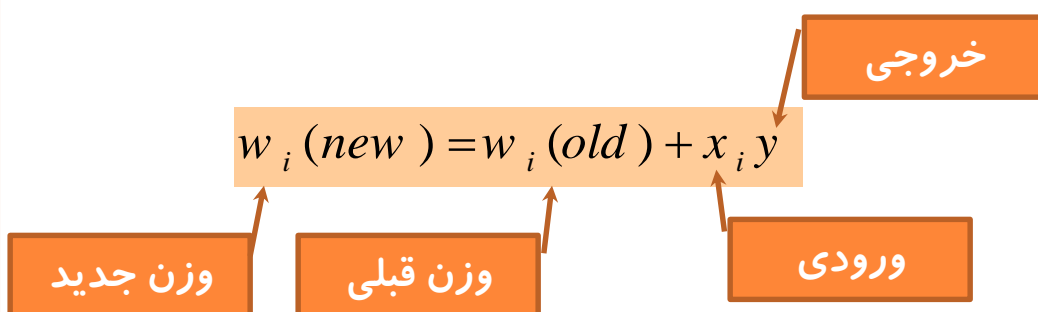 خروجی
w i (new ) = w i (old ) + x i y
ورودی
وزن قبلی
وزن جدید